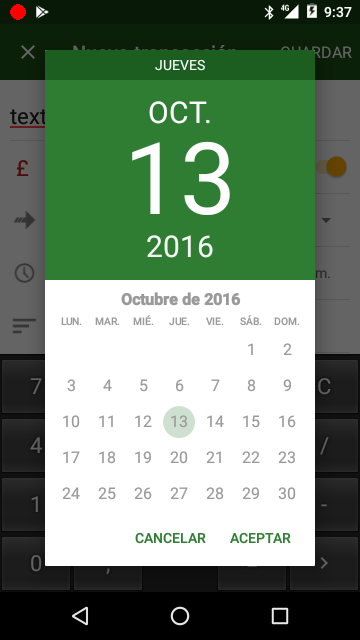 4G 9:37
Nueva transacción GUARDAR
JUEVES
OCT.
13
2016
text
£
m.
Octubre de 2016
LUN. MAR. MIÉ. JUE. VIE. SÁB. DOM.
1 2
3 4 5 6 7 8 9
10 11 12 13 14 15 16
17 18 19 20 21 22 23
24 25 26 27 28 29 30
CANCELAR ACEPTAR
7 C
4 /
1 -
0 ,